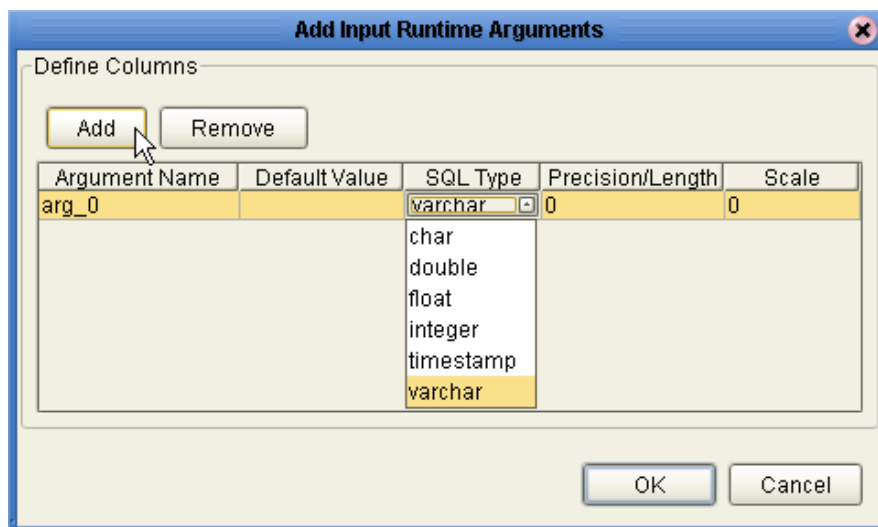 Add Input Runtime Arguments
Define Columns
Add Remove
Argument Name Default Value SQL Type Precision/Length Scale
arg_0 varchar 0 0
char
double
float
integer
timestamp
varchar
OK Cancel